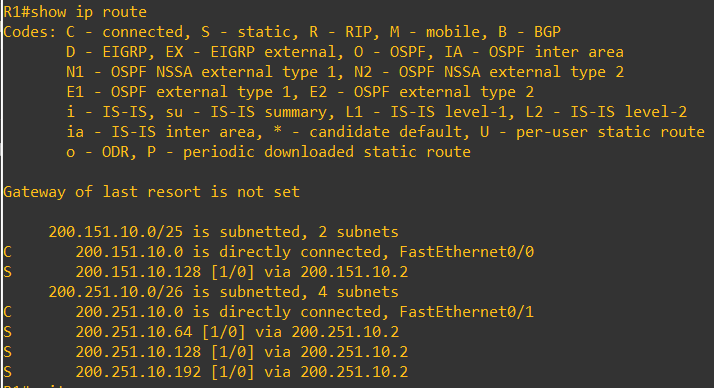 R1#show ip route
Codes: C - connected, S - static, R - RIP, M - mobile, B - BGP
       D - EIGRP, EX - EIGRP external, O - OSPF, IA - OSPF inter area
       N1 - OSPF NSSA external type 1, N2 - OSPF NSSA external type 2
       E1 - OSPF external type 1, E2 - OSPF external type 2
       i - IS-IS, su - IS-IS summary, L1 - IS-IS level-1, L2 - IS-IS level-2
       ia - IS-IS inter area, * - candidate default, U - per-user static route
       o - ODR, P - periodic downloaded static route
Gateway of last resort is not set
     200.151.10.0/25 is subnetted, 2 subnets
C       200.151.10.0 is directly connected, FastEthernet0/0
S       200.151.10.128 [1/0] via 200.151.10.2
     200.251.10.0/26 is subnetted, 4 subnets
C       200.251.10.0 is directly connected, FastEthernet0/1
S       200.251.10.64 [1/0] via 200.251.10.2
S       200.251.10.128 [1/0] via 200.251.10.2
S       200.251.10.192 [1/0] via 200.251.10.2